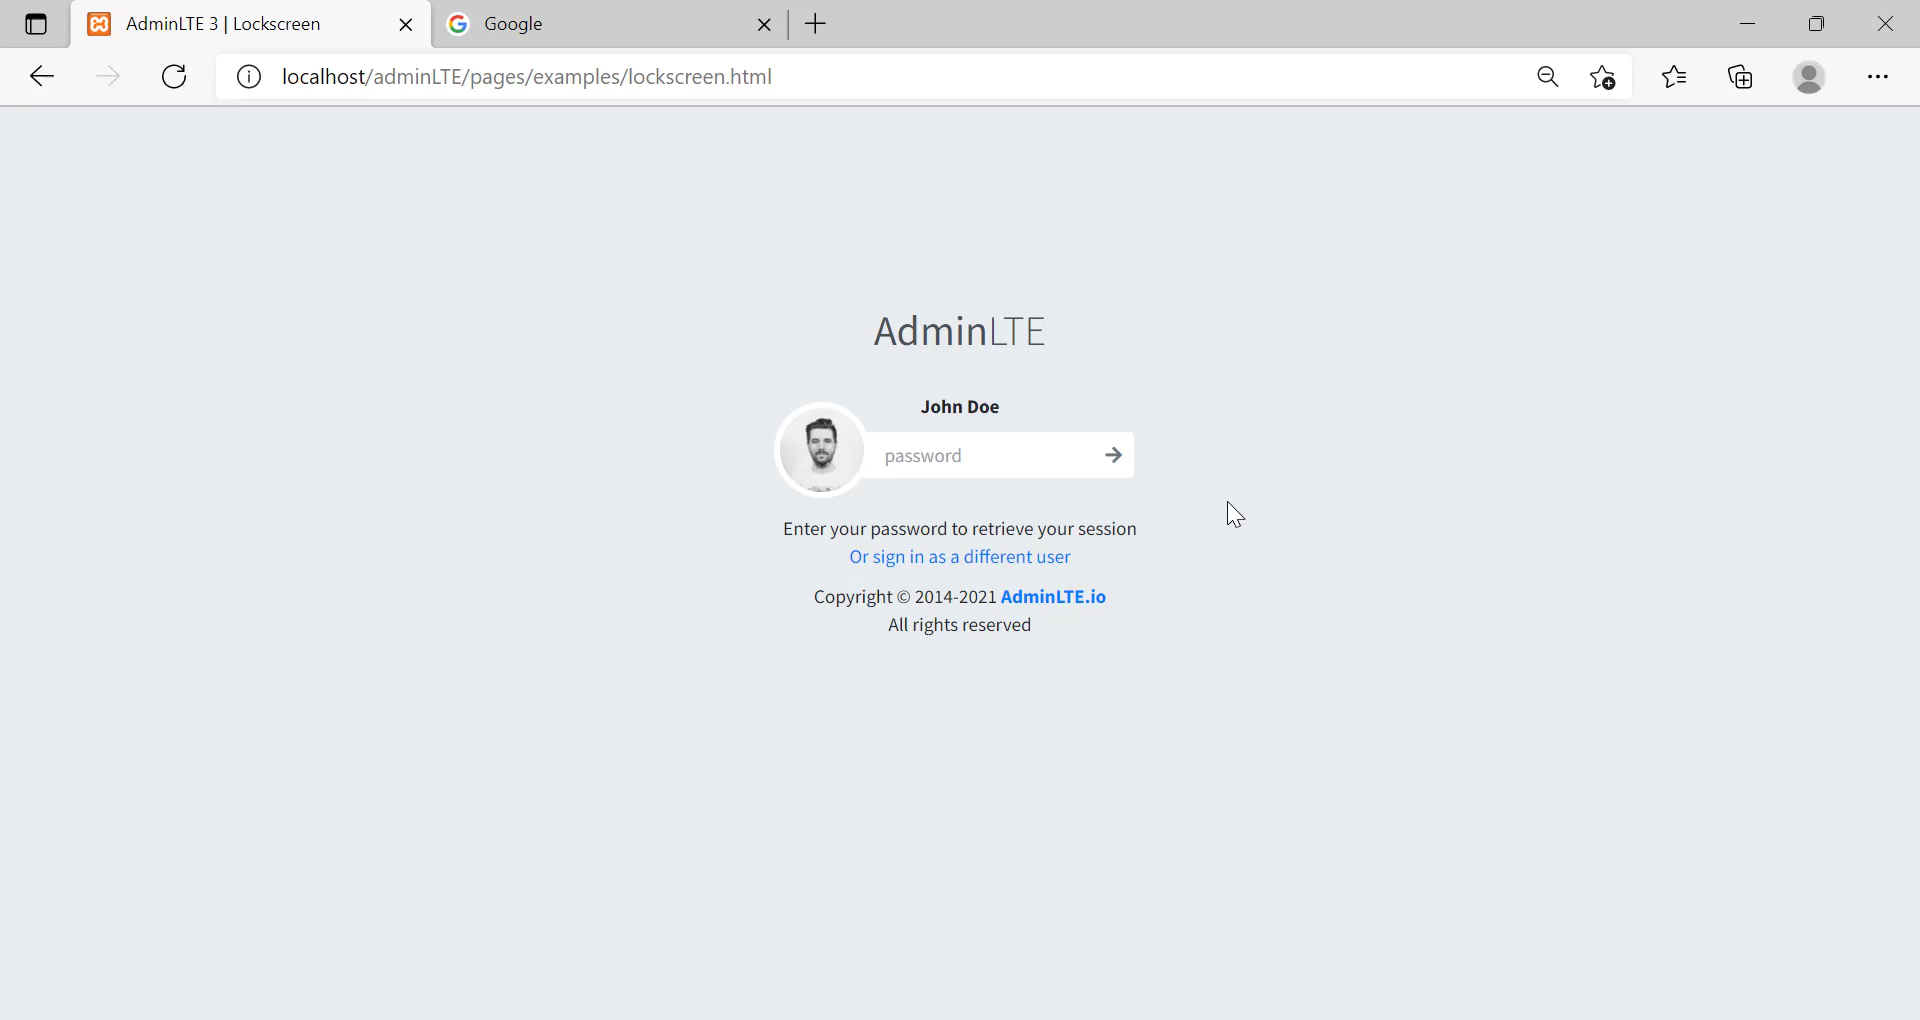 AdminLTE 3 | Lockscreen
Google
localhost/adminLTE/pages/examples/lockscreen.html
AdminLTE
John Doe
password
Enter your password to retrieve your session
Or sign in as a different user
Copyright © 2014-2021 AdminLTE.io
All rights reserved